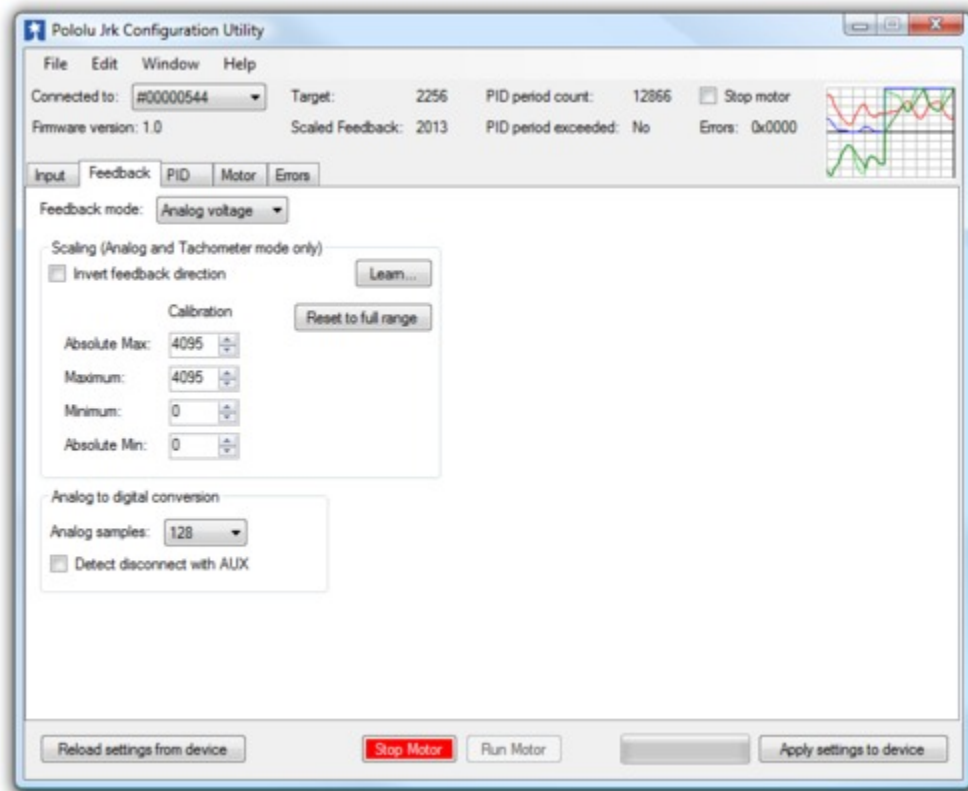 Pololu Jrk Configuration Utility
File Edit Window Help
Connected to: #00000544 Target: 2256 PID period count: 12866 Stop motor
Firmware version: 1.0 Scaled Feedback: 2013 PID period exceeded: No Errors: 0x0000
Input Feedback PID Motor Errors
Feedback mode: Analog voltage
Scaling (Analog and Tachometer mode only)
Invert feedback direction Learn...
Calibration Reset to full range
Absolute Max: 4095
Maximum: 4095
Minimum: 0
Absolute Min: 0
Analog to digital conversion
Analog samples: 128
Detect disconnect with AUX
Reload settings from device Stop Motor Run Motor Apply settings to device